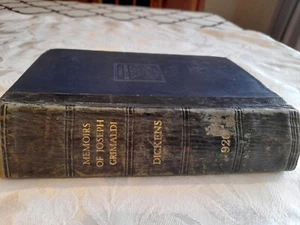 MEMOIRS
OF JOSEPH
GRIMALDI
DICKENS
92